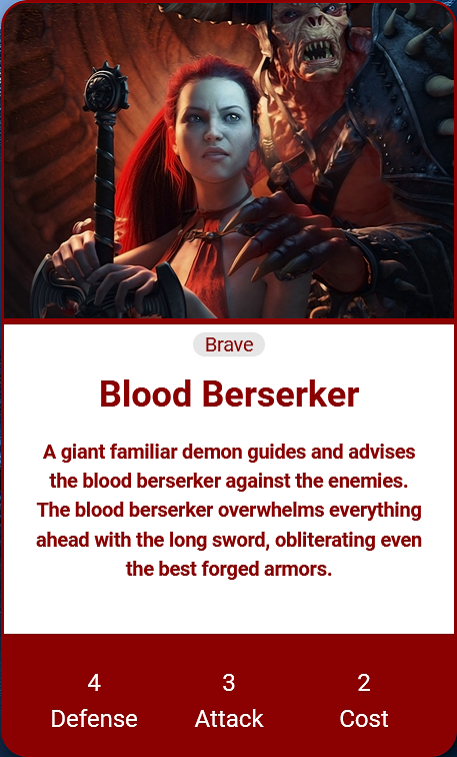 Brave
Blood Berserker
A giant familiar demon guides and advises
the blood berserker against the enemies.
The blood berserker overwhelms everything
ahead with the long sword, obliterating even
the best forged armors.
4 3 2
Defense Attack Cost